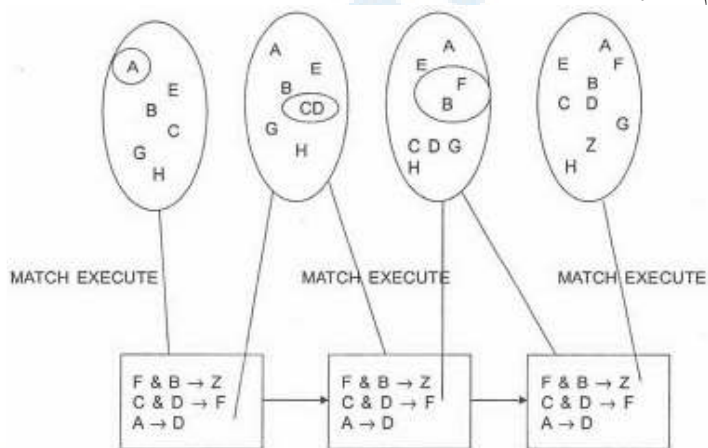 A
E
B
C
G
H
A
E
B
CD
G
H
A
E
F
B
C D G
H
A
E F
B
C D
G
Z
H
MATCH EXECUTE
MATCH EXECUTE
MATCH EXECUTE
F & B → Z
C & D → F
A → D
F & B → Z
C & D → F
A → D
F & B → Z
C & D → F
A → D